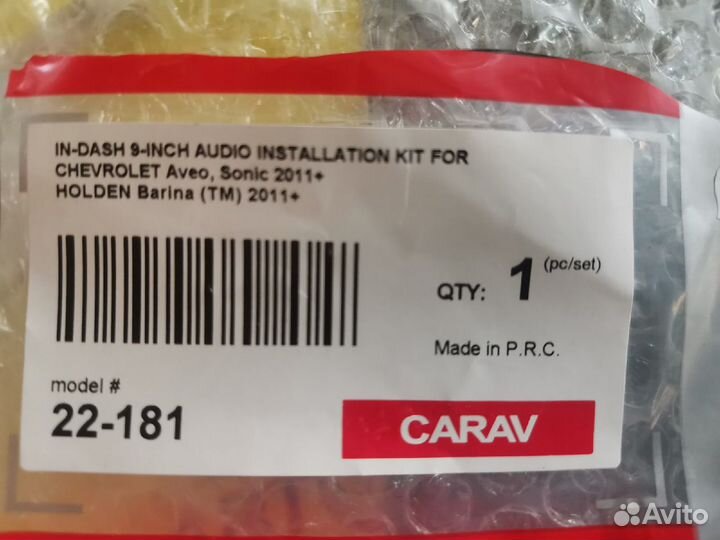 IN-DASH 9-INCH AUDIO INSTALLATION KIT FOR
CHEVROLET Aveo, Sonic 2011+
HOLDEN Barina (TM) 2011+
QTY: 1 (pc/set)
Made in P.R.C.
model #
22-181
CARAV
Avito